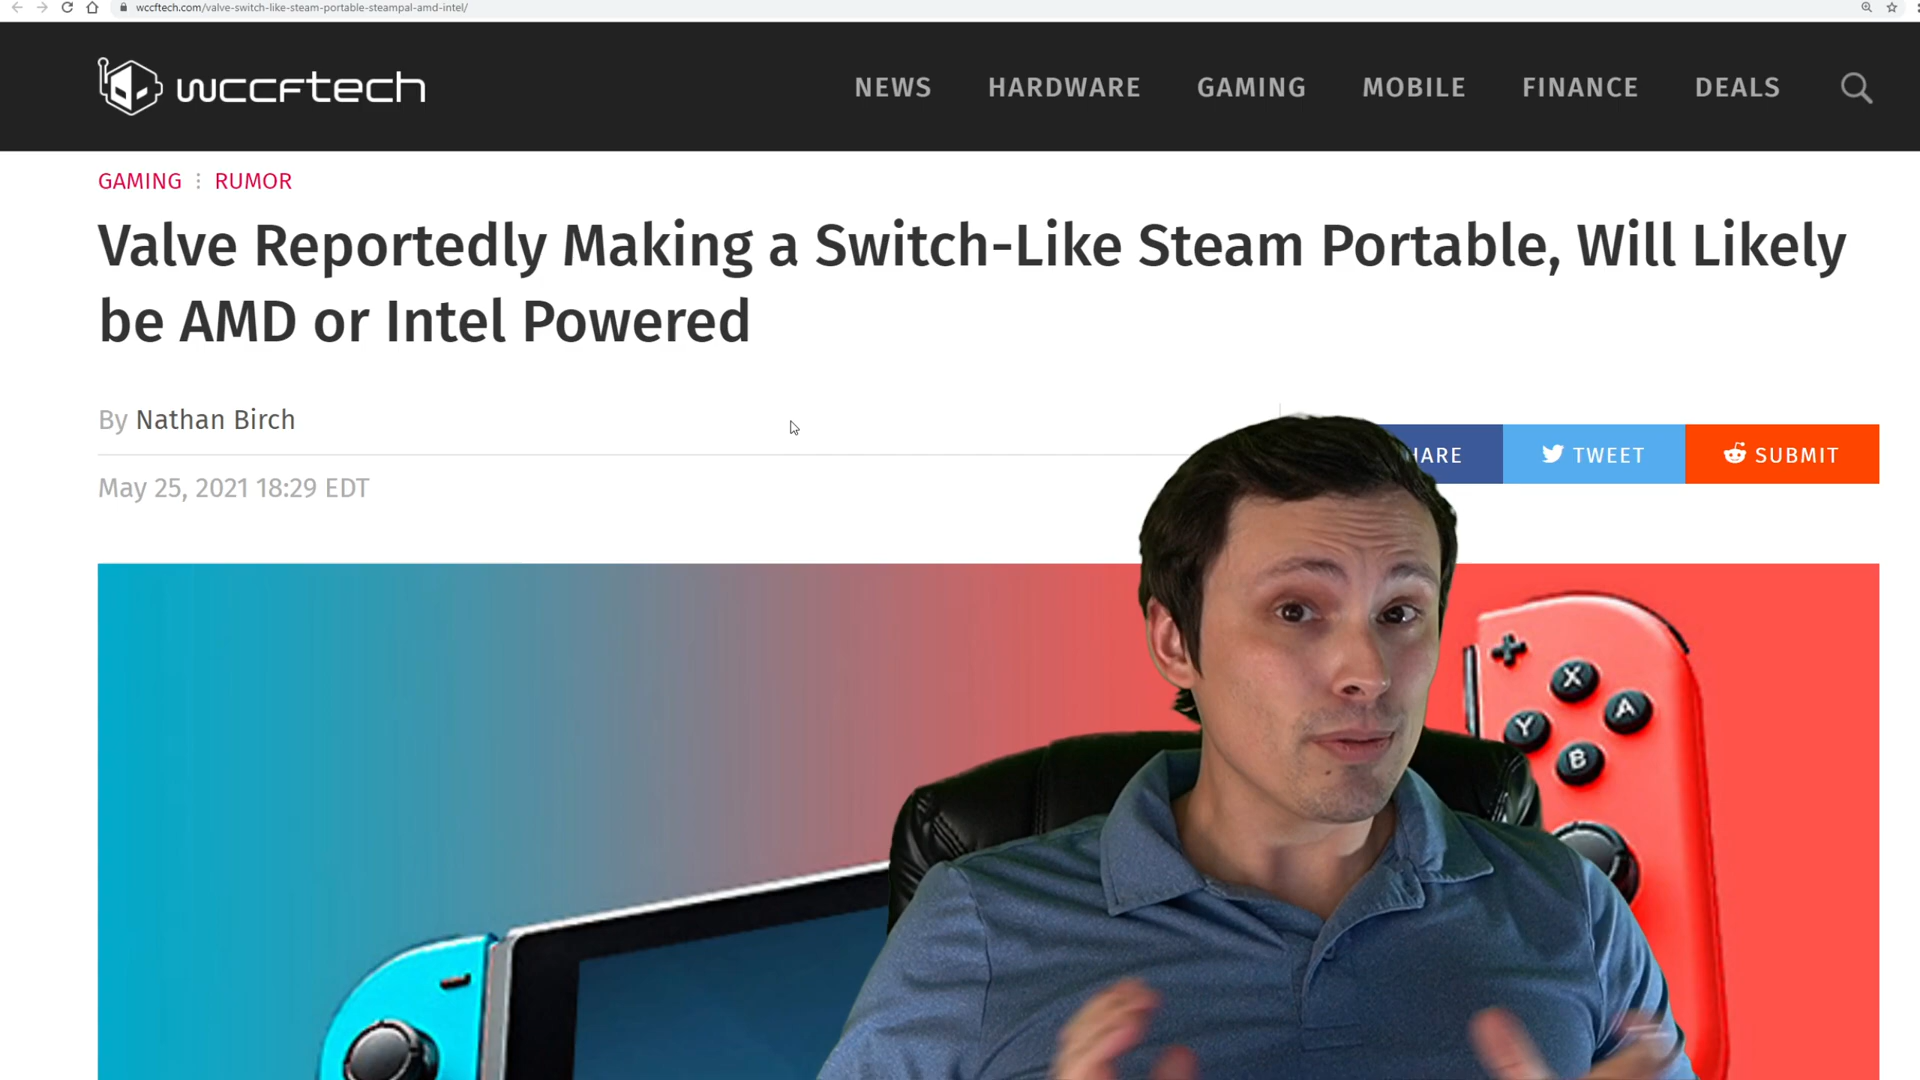 wccftech.com/valve-switch-like-steam-portable-steampal-amd-intel/
wccftech
NEWS HARDWARE GAMING MOBILE FINANCE DEALS
GAMING ⋮ RUMOR
Valve Reportedly Making a Switch-Like Steam Portable, Will Likely
be AMD or Intel Powered
By Nathan Birch
HARE TWEET SUBMIT
May 25, 2021 18:29 EDT
X
A
Y
B